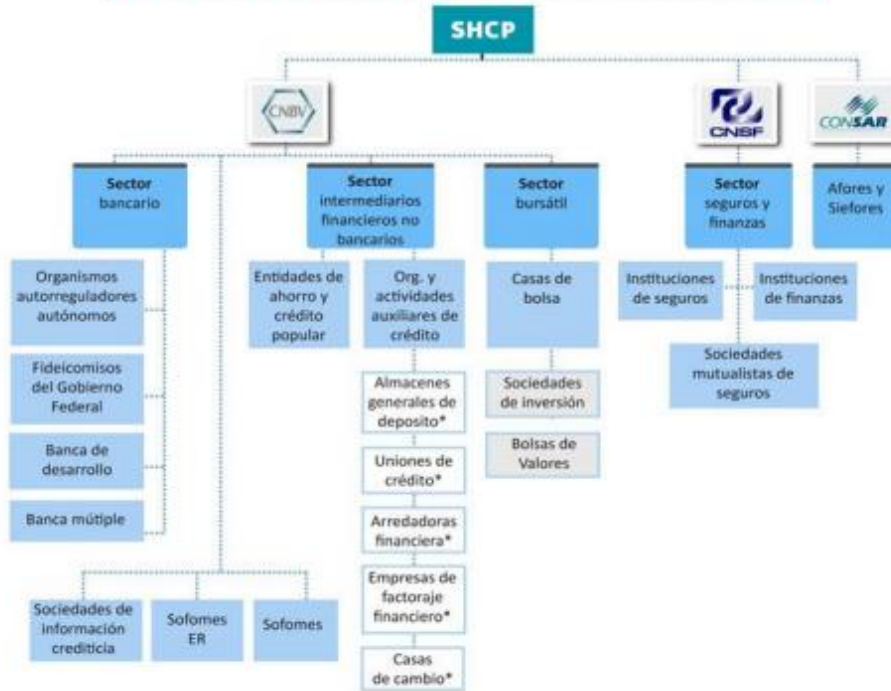 SHCP
CNBV
CNSF
CONSAR
Sector
bancario
Sector
intermediarios
financieros no
bancarios
Sector
bursátil
Sector
seguros y
finanzas
Afores y
Siefores
Organismos
autorreguladores
autónomos
Entidades de
ahorro y
crédito
popular
Org. y
actividades
auxiliares de
crédito
Casas de
bolsa
Instituciones
de seguros
Instituciones
de finanzas
Fideicomisos
del Gobierno
Federal
Almacenes
generales de
deposito*
Sociedades
de inversión
Sociedades
mutualistas de
seguros
Banca de
desarrollo
Uniones de
crédito*
Bolsas de
Valores
Banca mútiple
Arredadoras
financiera*
Empresas de
factoraje
financiero*
Sociedades de
información
crediticia
Sofomes
ER
Sofomes
Casas
de cambio*